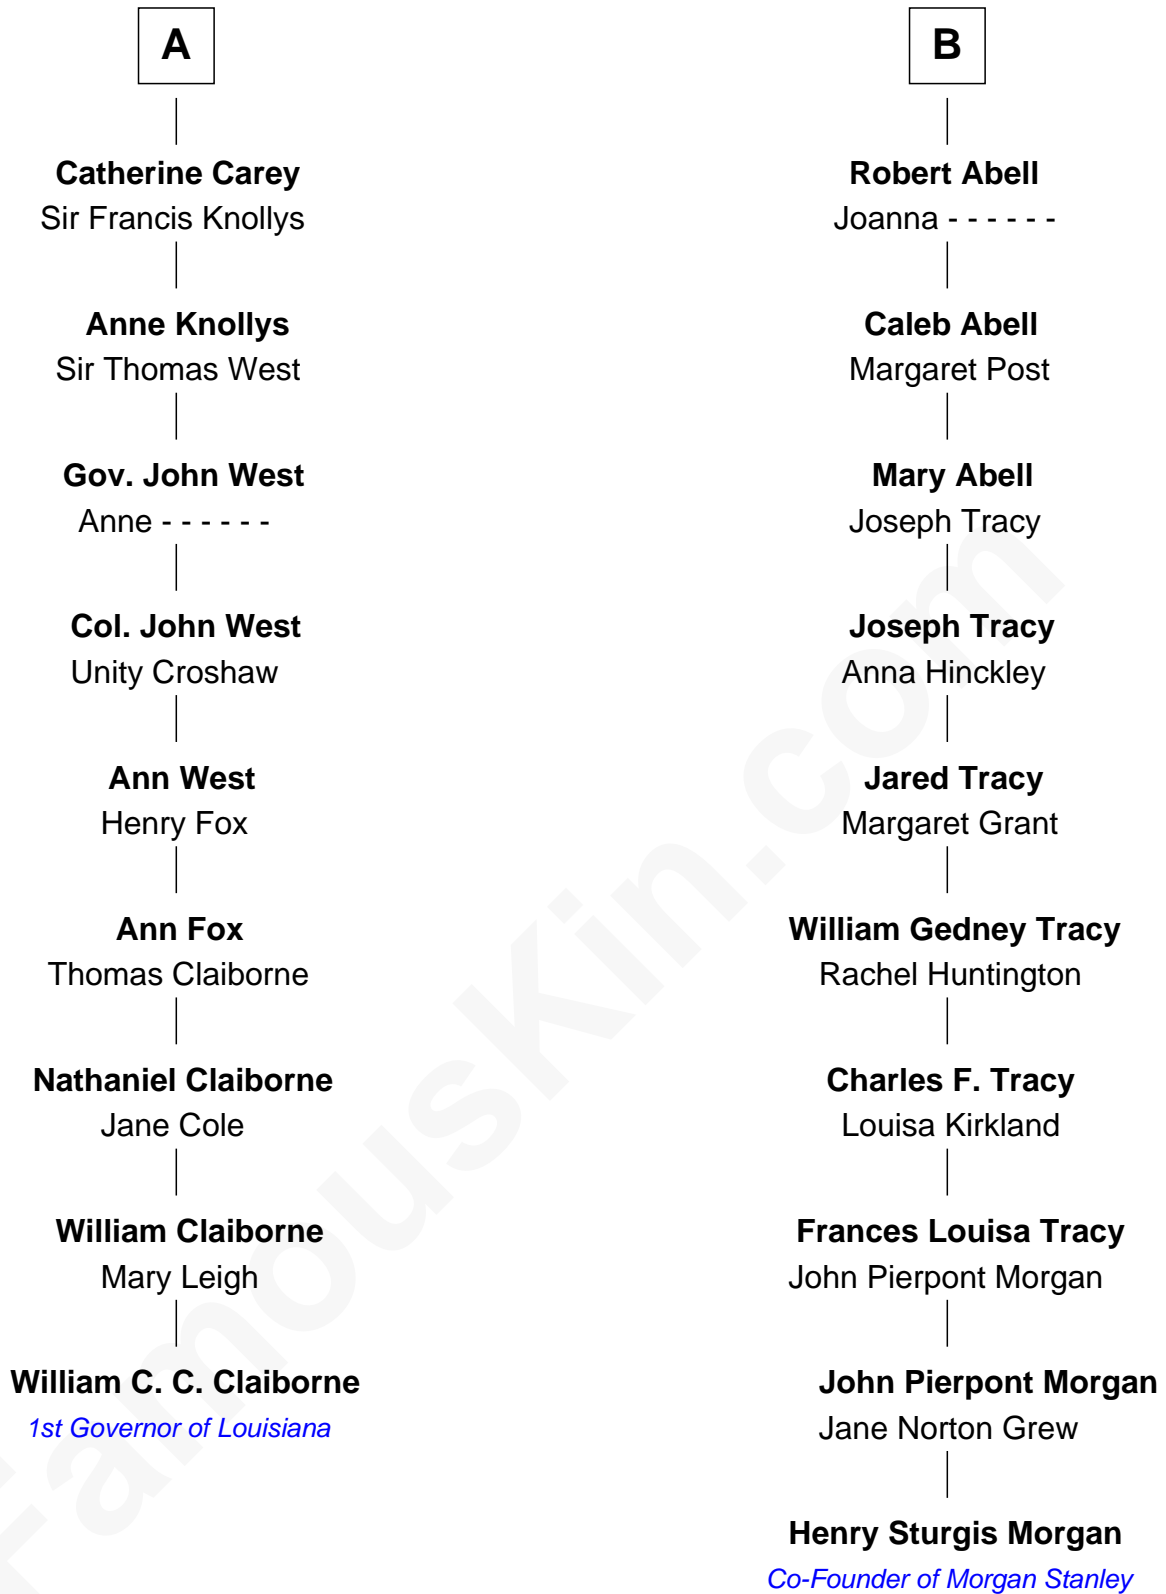 A
Catherine Carey
Sir Francis Knollys
Anne Knollys
Sir Thomas West
Gov. John West
Anne - - - - - -
Col. John West
Unity Croshaw
Ann West
Henry Fox
Ann Fox
Thomas Claiborne
Nathaniel Claiborne
Jane Cole
William Claiborne
Mary Leigh
William C. C. Claiborne
1st Governor of Louisiana
B
Robert Abell
Joanna - - - - - -
Caleb Abell
Margaret Post
Mary Abell
Joseph Tracy
Joseph Tracy
Anna Hinckley
Jared Tracy
Margaret Grant
William Gedney Tracy
Rachel Huntington
Charles F. Tracy
Louisa Kirkland
Frances Louisa Tracy
John Pierpont Morgan
John Pierpont Morgan
Jane Norton Grew
Henry Sturgis Morgan
Co-Founder of Morgan Stanley
FamousKin.com